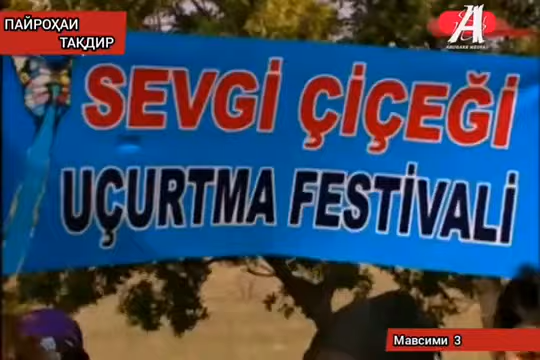 ПАЙРОҲАИ
ТАҚДИР
SEVGİ ÇİÇEĞİ
UÇURTMA FESTİVALİ
Мавсими 3